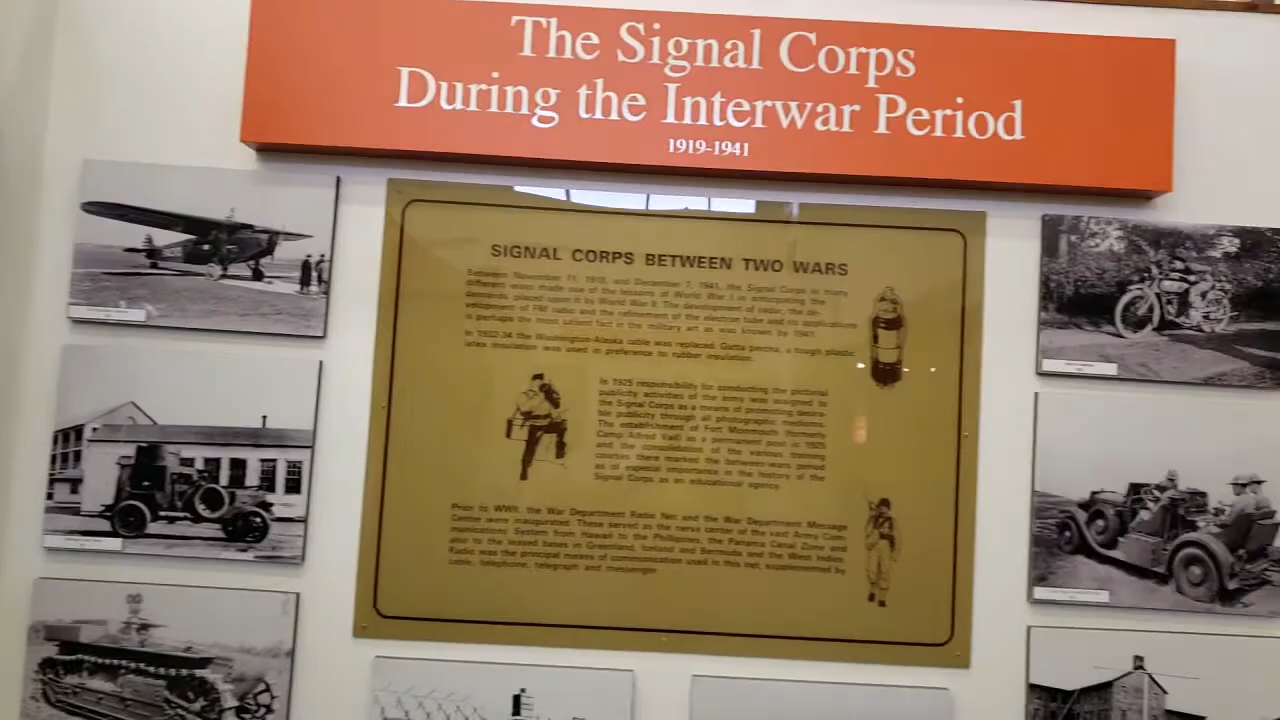 The Signal Corps
During the Interwar Period
1919-1941
SIGNAL CORPS BETWEEN TWO WARS
Between November 11, 1918, and December 7, 1941, the Signal Corps in many
different ways made use of the lessons of World War I in anticipating the
demands placed upon it by World War II. The development of radar, the de-
velopment of FM radio and the refinement of the electron tube and its applications
is perhaps the most salient fact in the military art as was known by 1941.
In 1932-34 the Washington-Alaska cable was replaced. Gutta percha, a tough plastic
latex insulation was used in preference to rubber insulation.
In 1925 responsibility for conducting the pictorial
publicity activities of the army was assigned to
the Signal Corps as a means of promoting desira-
ble publicity through all photographic mediums.
The establishment of Fort Monmouth (formerly
Camp Alfred Vail) as a permanent post in 1925
and the consolidation of the various training
courses there marked the between-wars period
as of especial importance in the history of the
Signal Corps as an educational agency.
Prior to WWII, the War Department Radio Net and the War Department Message
Center were inaugurated. These served as the nerve center of the vast Army Com-
munications System from Hawaii to the Phillipines, the Panama Canal Zone and
also to the leased bases in Greenland, Iceland and Bermuda and the West Indies.
Radio was the principal means of communication used in this net, supplemented by
cable, telephone, telegraph and messenger.